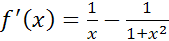 f′(x) = 1/x − 1/(1+x²)